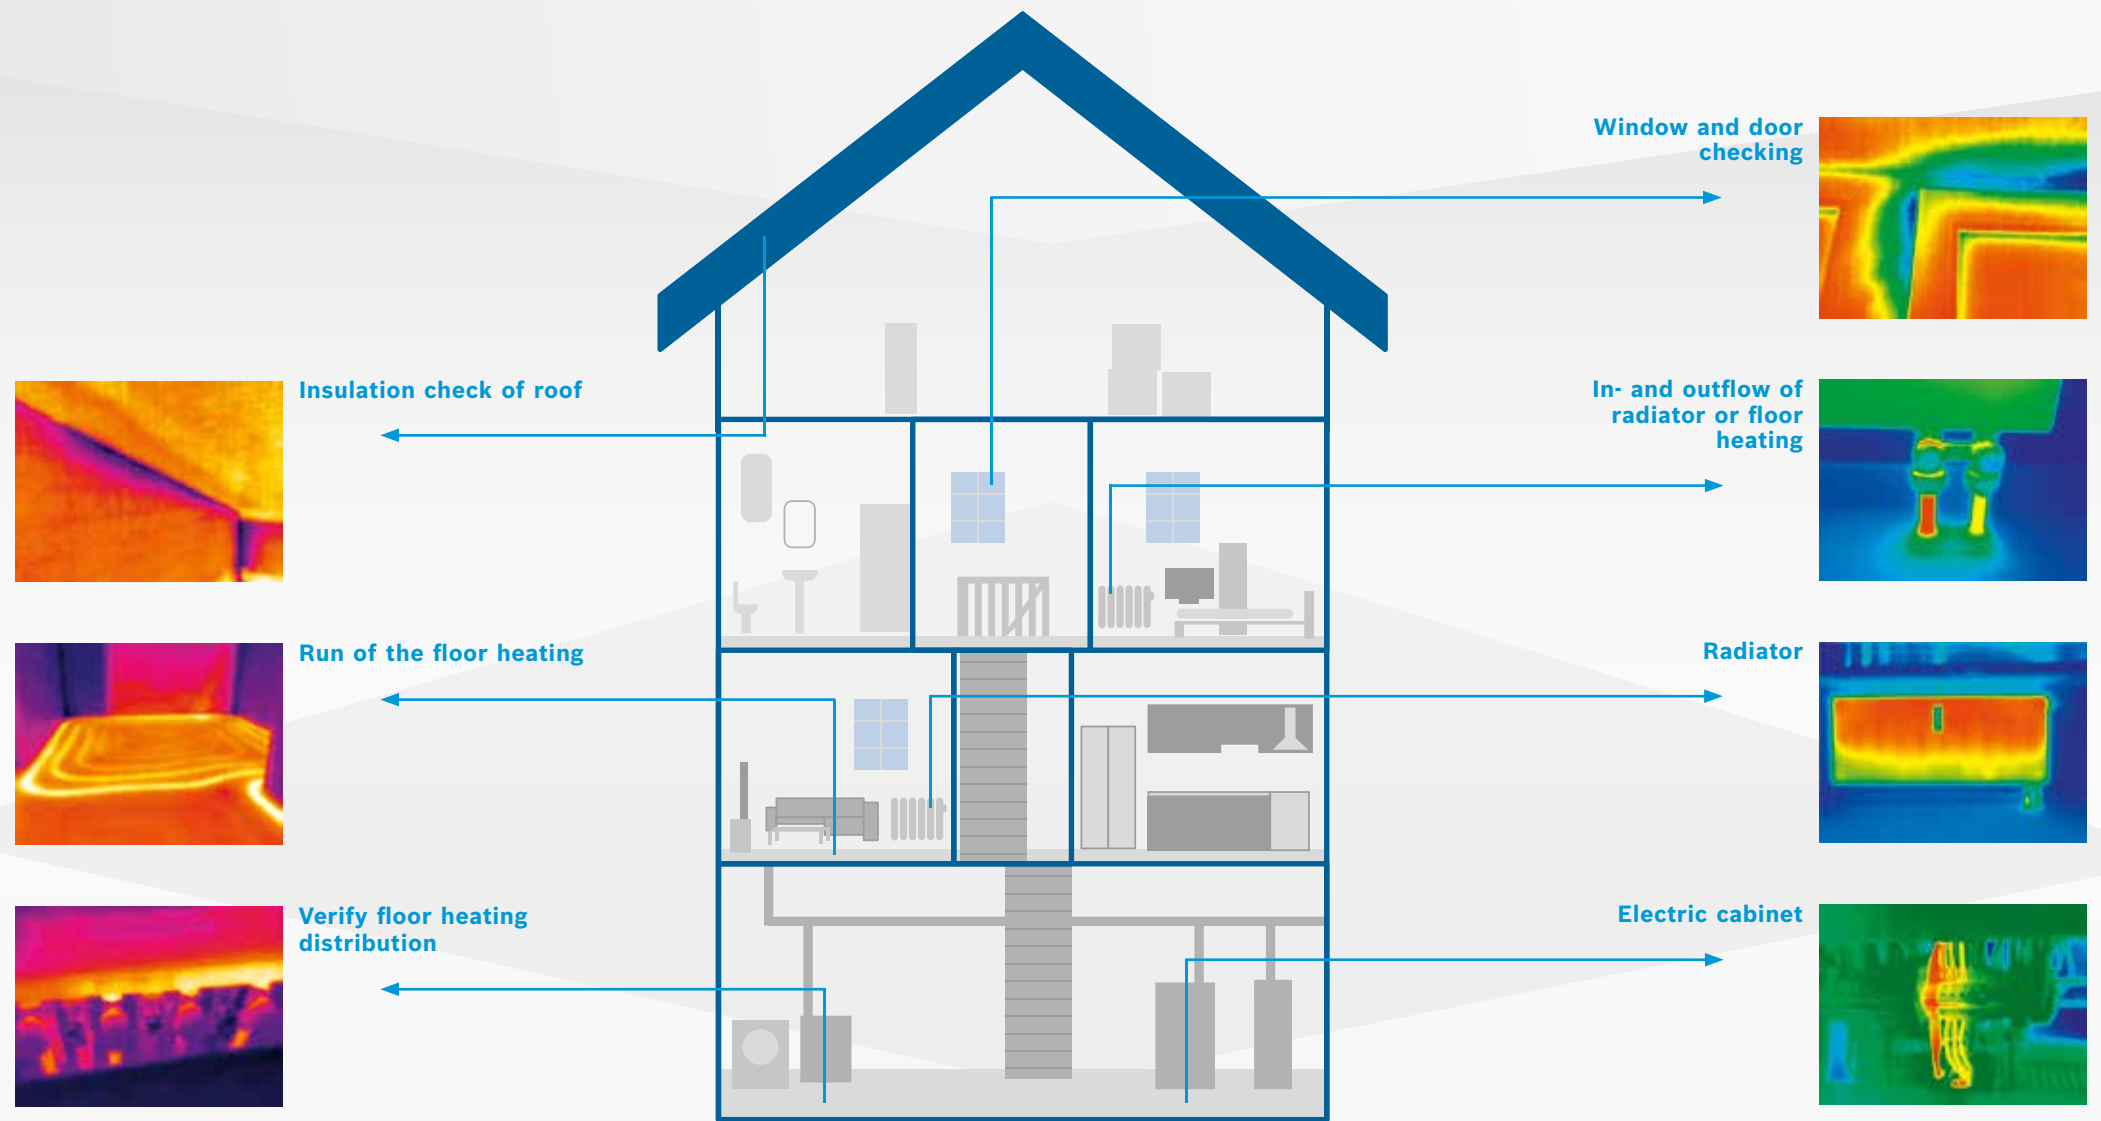 Insulation check of roof
Run of the floor heating
Verify floor heating
distribution
Window and door
checking
In- and outflow of
radiator or floor
heating
Radiator
Electric cabinet